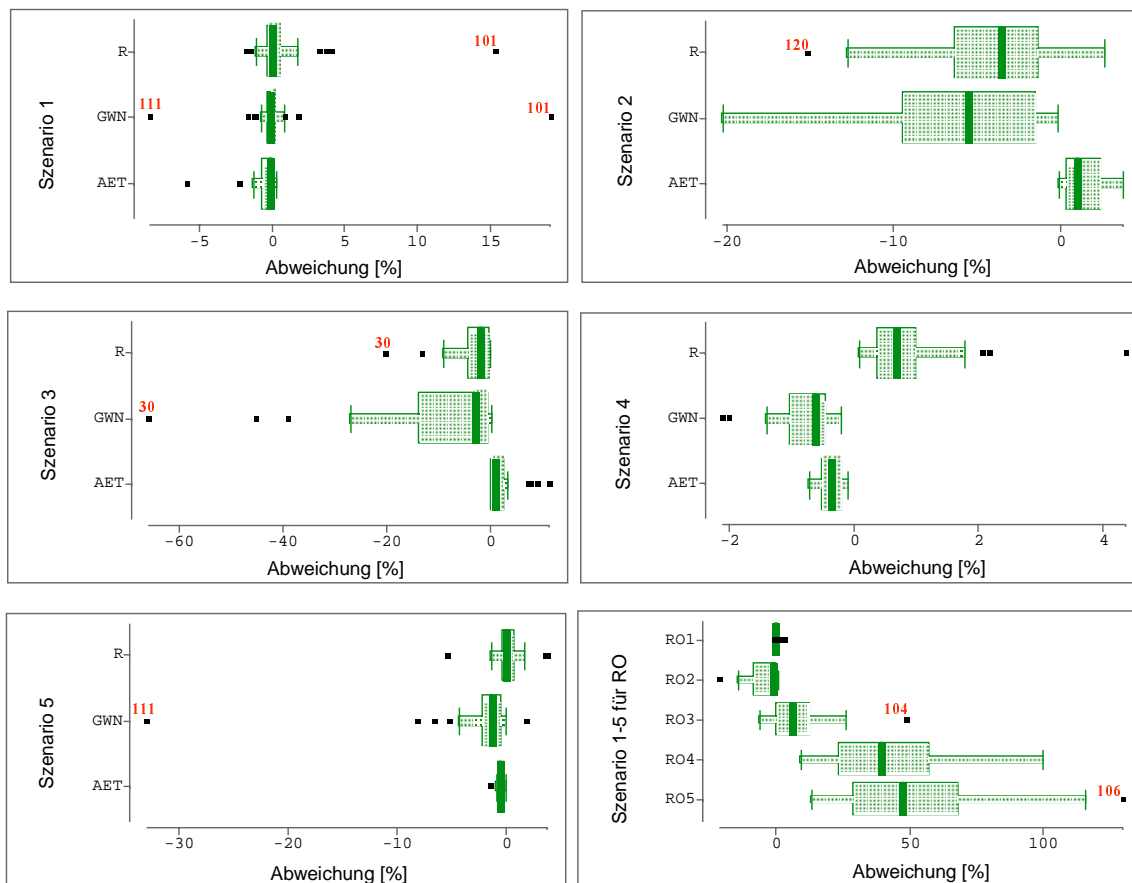 Szenario 1
R
GWN
AET
101
111
101
-5
0
5
10
15
Abweichung [%]
Szenario 2
R
GWN
AET
120
-20
-10
0
Abweichung [%]
Szenario 3
R
GWN
AET
30
30
-60
-40
-20
0
Abweichung [%]
Szenario 4
R
GWN
AET
-2
0
2
4
Abweichung [%]
Szenario 5
R
GWN
AET
111
-30
-20
-10
0
Abweichung [%]
Szenario 1-5 für RO
RO1
RO2
RO3
RO4
RO5
104
106
0
50
100
Abweichung [%]